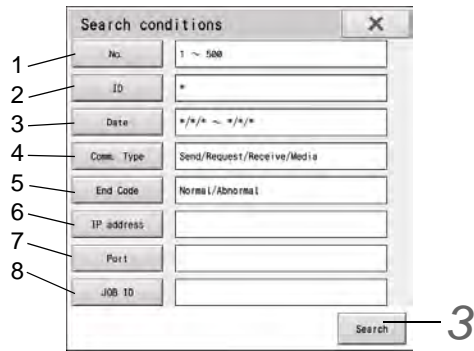 Search conditions ×
1 No. 1 ~ 500
2 ID *
3 Date */*/* ~ */*/*
4 Comm. Type Send/Request/Receive/Media
5 End Code Normal/Abnormal
6 IP address
7 Port
8 JOB ID
Search 3